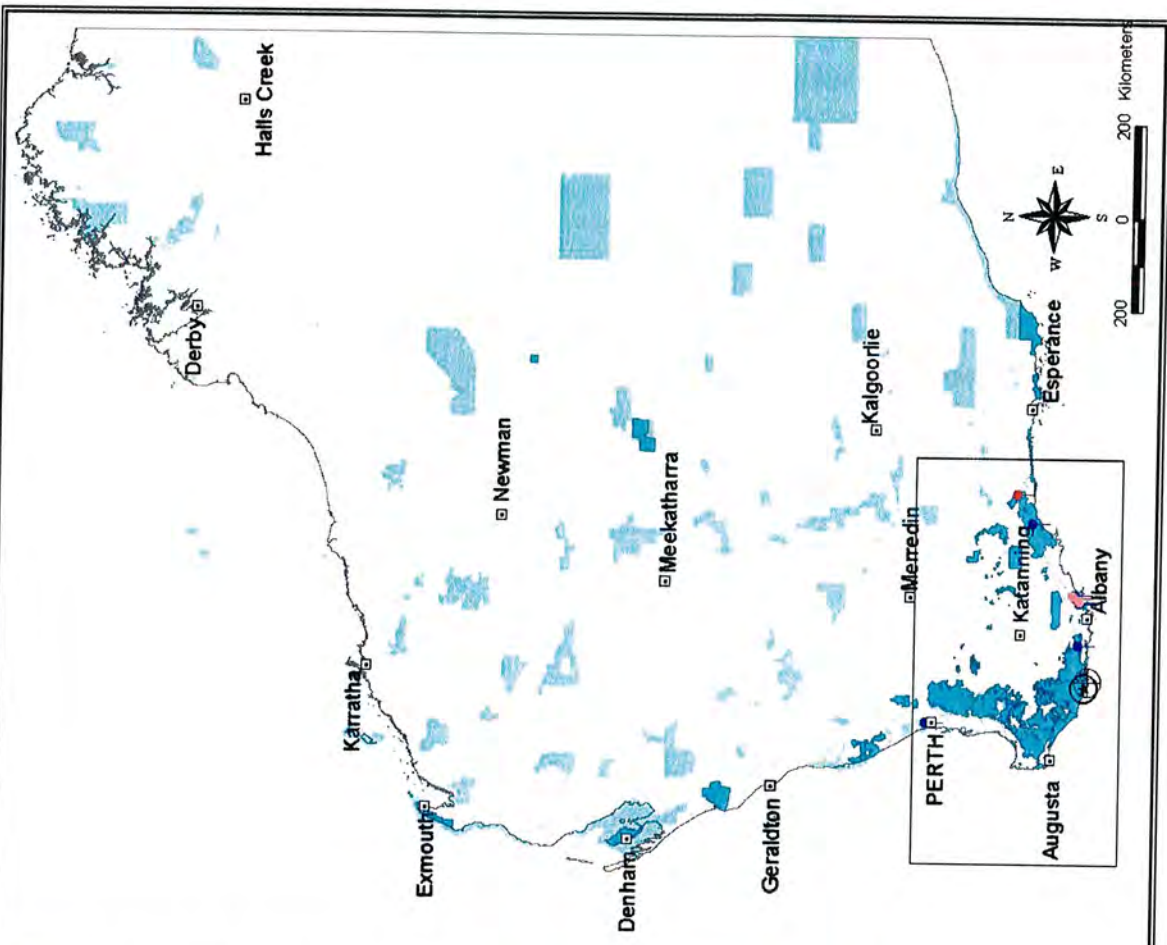 Halls Creek
Derby
Newman
Karratha
Meekatharra
Exmouth
Denham
Kalgoorlie
Geraldton
Merredin
Esperance
PERTH
Katanning
Augusta
Albany
N
W
E
S
200 0 200 Kilometers